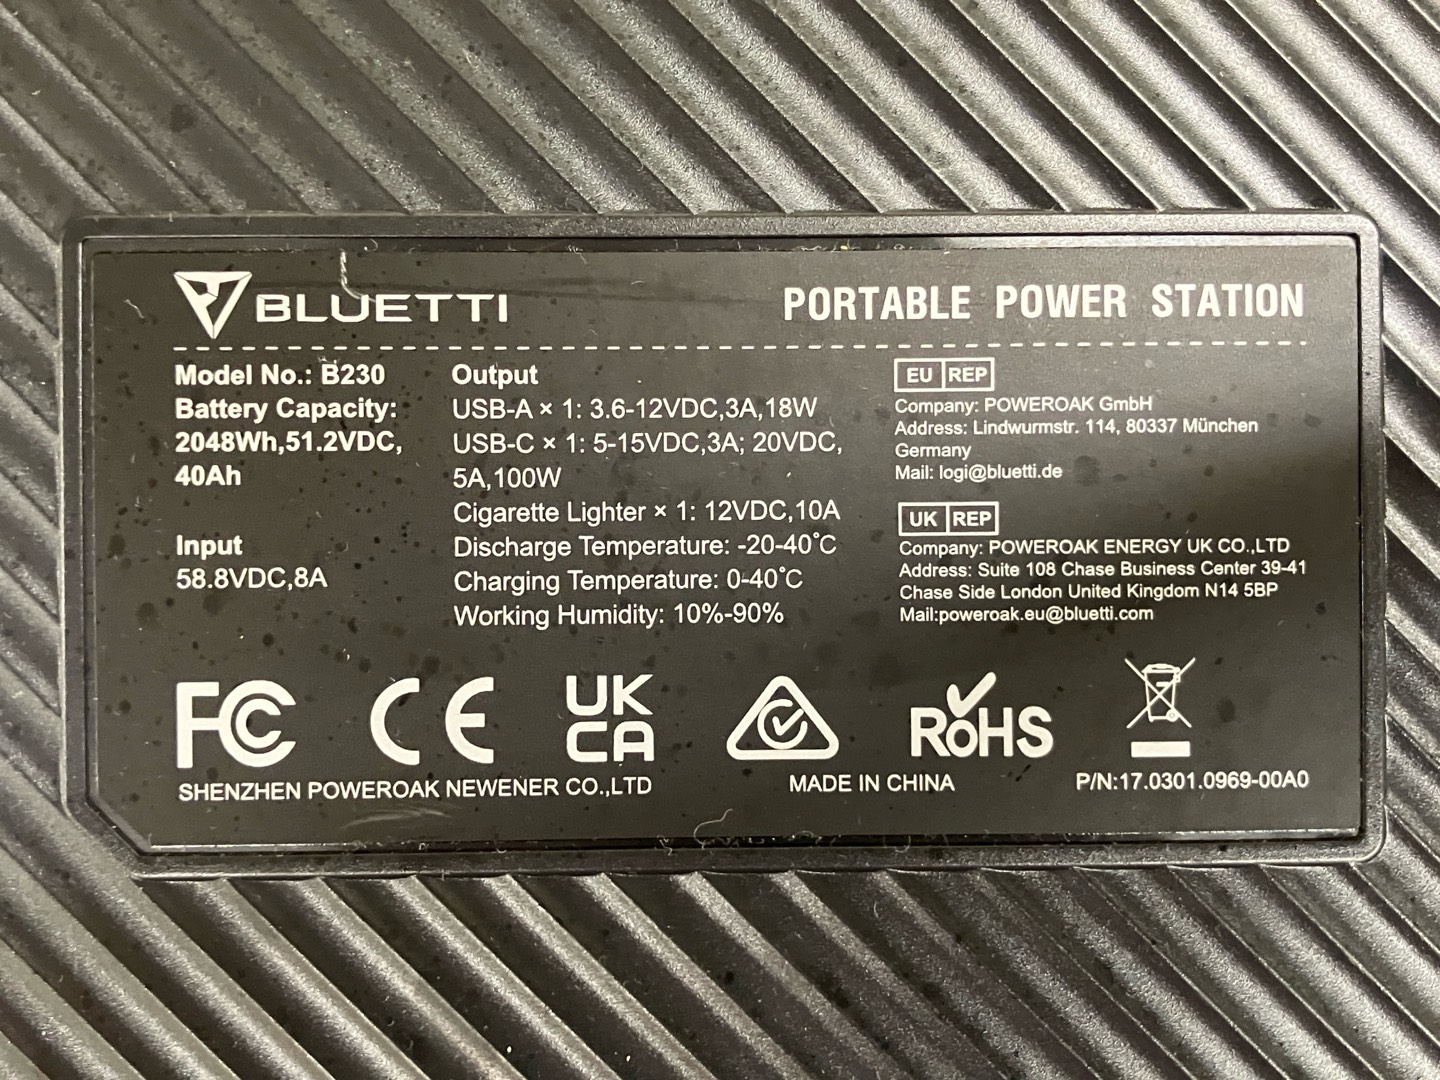 BLUETTI
PORTABLE POWER STATION
Model No.: B230
Battery Capacity:
2048Wh,51.2VDC,
40Ah
Input
58.8VDC,8A
Output
USB-A × 1: 3.6-12VDC,3A,18W
USB-C × 1: 5-15VDC,3A; 20VDC,
5A,100W
Cigarette Lighter × 1: 12VDC,10A
Discharge Temperature: -20-40°C
Charging Temperature: 0-40°C
Working Humidity: 10%-90%
EU REP
Company: POWEROAK GmbH
Address: Lindwurmstr. 114, 80337 München
Germany
Mail: logi@bluetti.de
UK REP
Company: POWEROAK ENERGY UK CO.,LTD
Address: Suite 108 Chase Business Center 39-41
Chase Side London United Kingdom N14 5BP
Mail:poweroak.eu@bluetti.com
FC
CE
UK
CA
RoHS
SHENZHEN POWEROAK NEWENER CO.,LTD
MADE IN CHINA
P/N:17.0301.0969-00A0